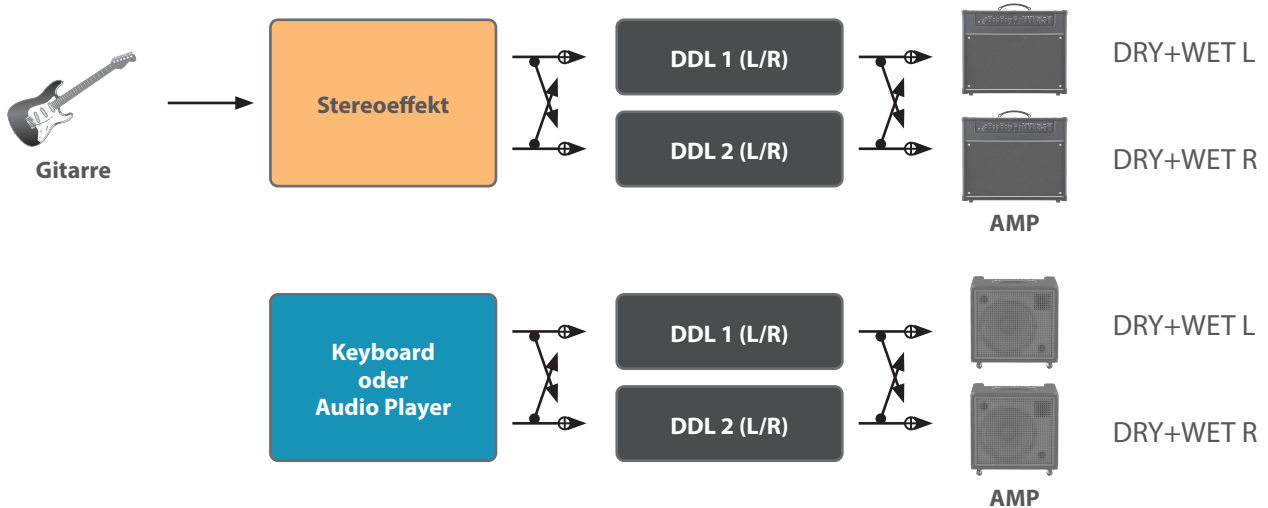 Gitarre
Stereoeffekt
DDL 1 (L/R)
DDL 2 (L/R)
DRY+WET L
DRY+WET R
AMP
Keyboard
oder
Audio Player
DDL 1 (L/R)
DDL 2 (L/R)
DRY+WET L
DRY+WET R
AMP